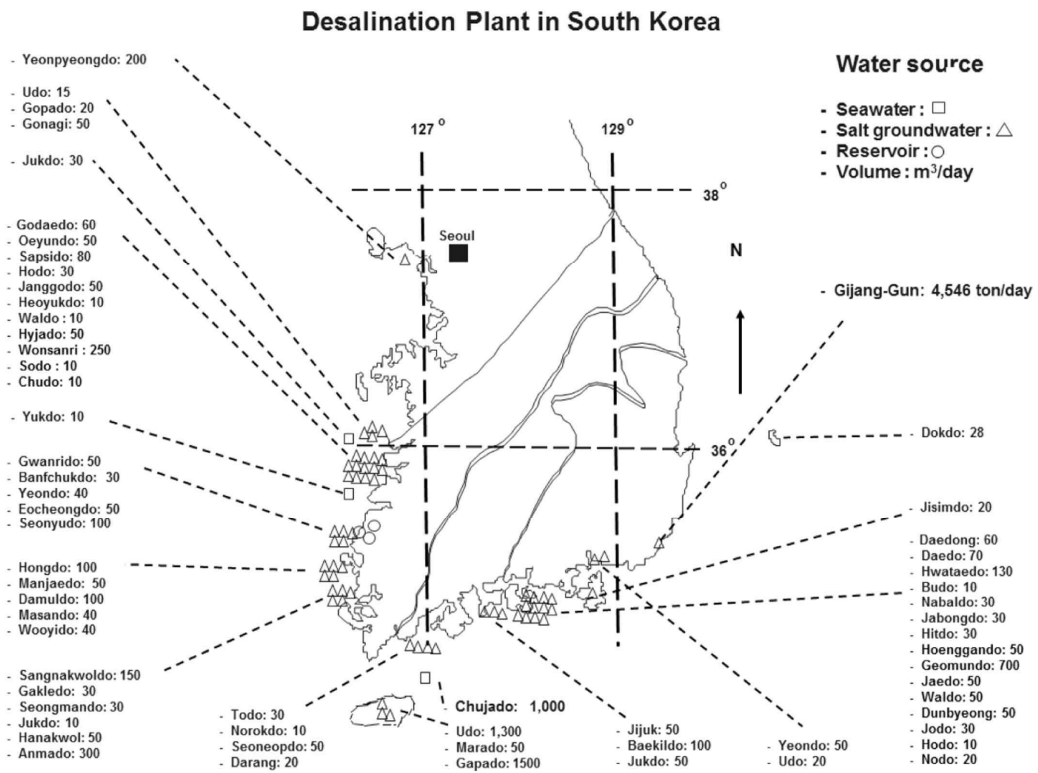 Desalination Plant in South Korea
- Yeonpyeongdo: 200
- Udo: 15
- Gopado: 20
- Gonagi: 50
- Jukdo: 30
- Godaedo: 60
- Oeyundo: 50
- Sapsido: 80
- Hodo: 30
- Janggodo: 50
- Heoyukdo: 10
- Waldo : 10
- Hyjado: 50
- Wonsanri : 250
- Sodo : 10
- Chudo: 10
- Yukdo: 10
- Gwanrido: 50
- Banfchukdo: 30
- Yeondo: 40
- Eocheongdo: 50
- Seonyudo: 100
- Hongdo: 100
- Manjaedo: 50
- Damuldo: 100
- Masando: 40
- Wooyido: 40
- Sangnakwoldo: 150
- Gakledo: 30
- Seongmando: 30
- Jukdo: 10
- Hanakwol: 50
- Anmado: 300
127°
129°
38°
36°
Seoul
N
Water source
- Seawater :
- Salt groundwater :
- Reservoir :
- Volume : m³/day
- Gijang-Gun: 4,546 ton/day
- Dokdo: 28
- Jisimdo: 20
- Daedong: 60
- Daedo: 70
- Hwataedo: 130
- Budo: 10
- Nabaldo: 30
- Jabongdo: 30
- Hitdo: 30
- Hoenggando: 50
- Geomundo: 700
- Jaedo: 50
- Waldo: 50
- Dunbyeong: 50
- Jodo: 30
- Hodo: 10
- Nodo: 20
- Todo: 30
- Norokdo: 10
- Seoneopdo: 50
- Darang: 20
- Chujado: 1,000
- Udo: 1,300
- Marado: 50
- Gapado: 1500
- Jijuk: 50
- Baekildo: 100
- Jukdo: 50
- Yeondo: 50
- Udo: 20